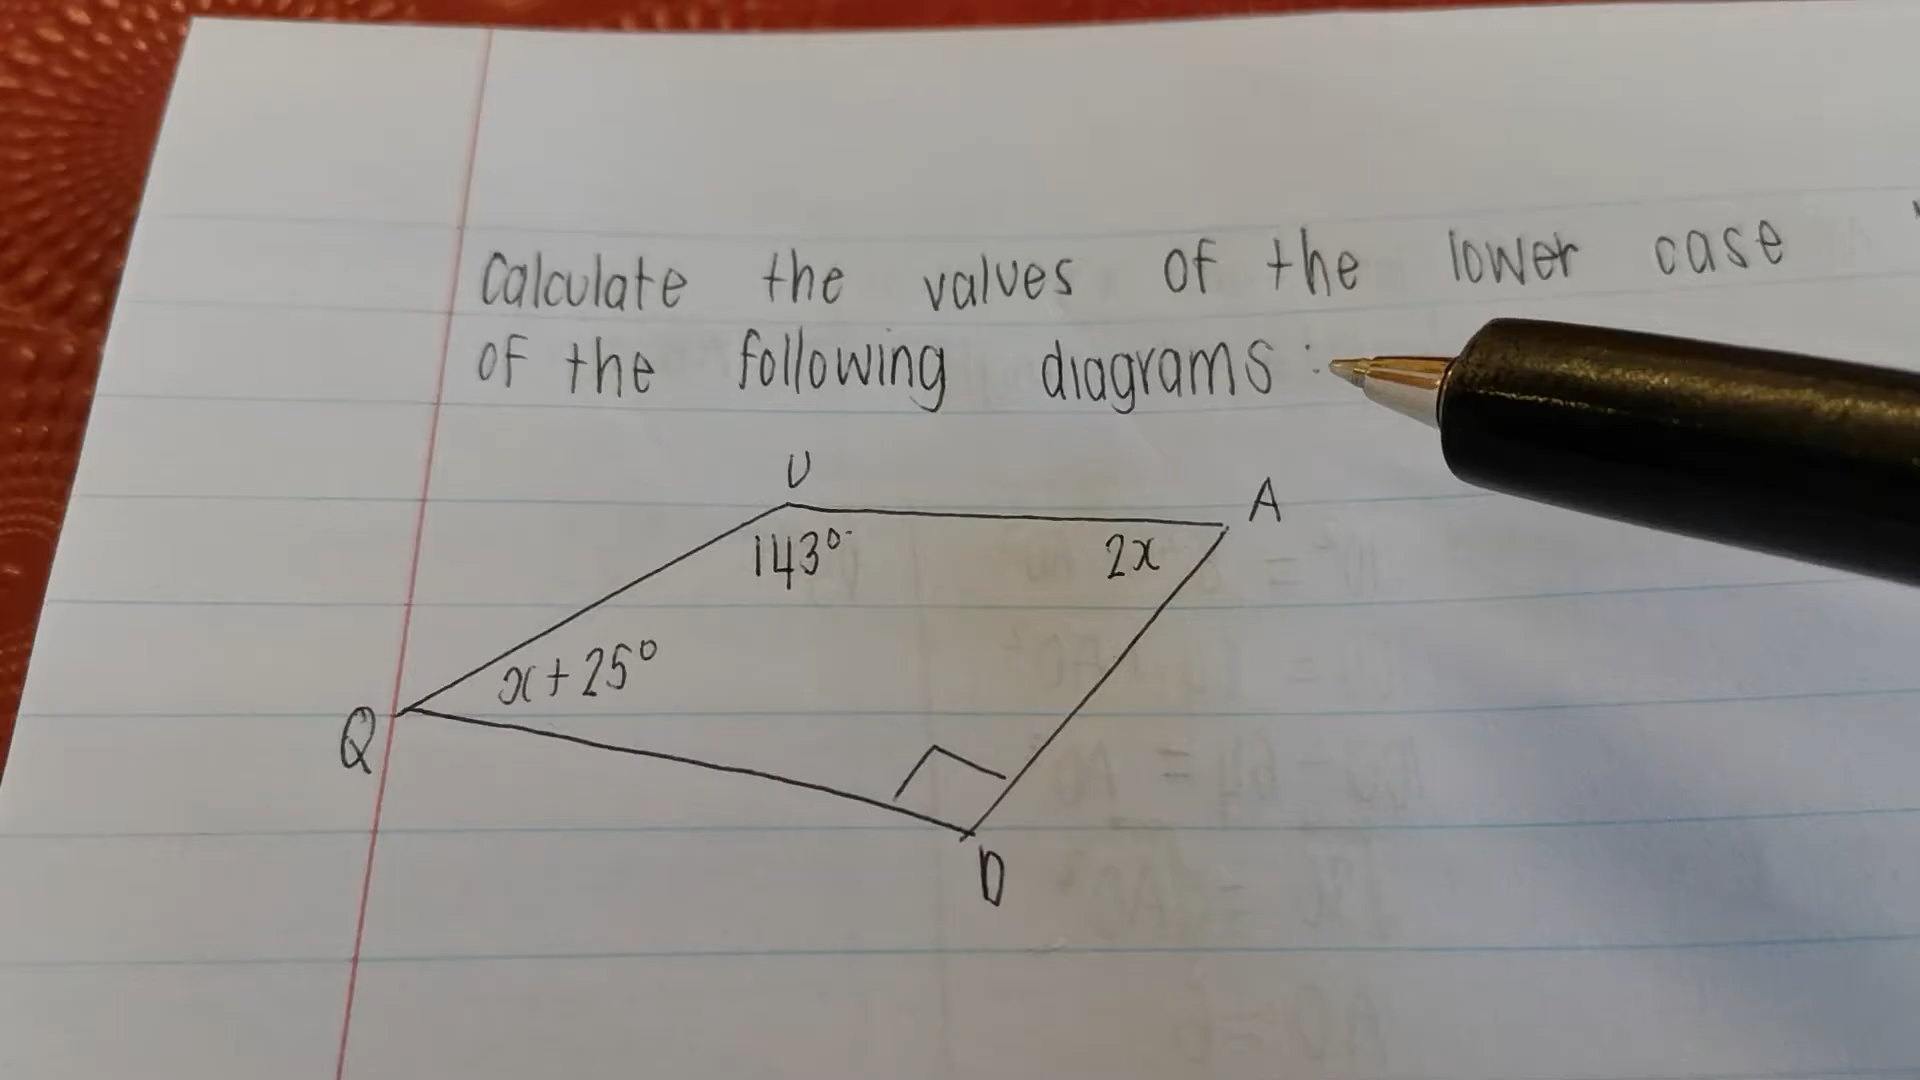 Calculate the values of the lower case
of the following diagrams :
U
A
143°
2x
x + 25°
Q
D